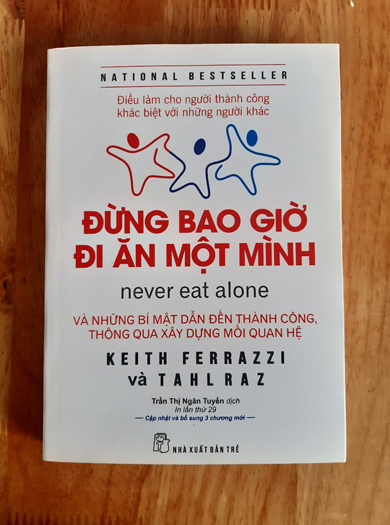 NATIONAL BESTSELLER
Điều làm cho người thành công
khác biệt với những người khác
ĐỪNG BAO GIỜ
ĐI ĂN MỘT MÌNH
never eat alone
VÀ NHỮNG BÍ MẬT DẪN ĐẾN THÀNH CÔNG,
THÔNG QUA XÂY DỰNG MỐI QUAN HỆ
KEITH FERRAZZI
và TAHL RAZ
Trần Thị Ngân Tuyến dịch
In lần thứ 29
Cập nhật và bổ sung 3 chương mới
NHÀ XUẤT BẢN TRẺ